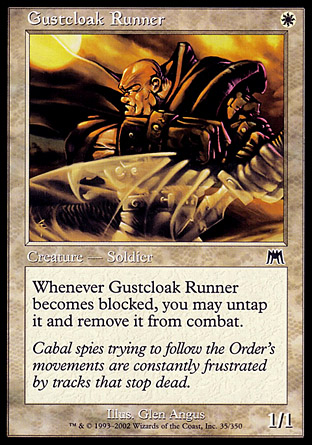 Gustcloak Runner
Creature — Soldier
Whenever Gustcloak Runner
becomes blocked, you may untap
it and remove it from combat.
Cabal spies trying to follow the Order's
movements are constantly frustrated
by tracks that stop dead.
Illus. Glen Angus
1/1
™ & © 1993–2002 Wizards of the Coast, Inc. 35/350